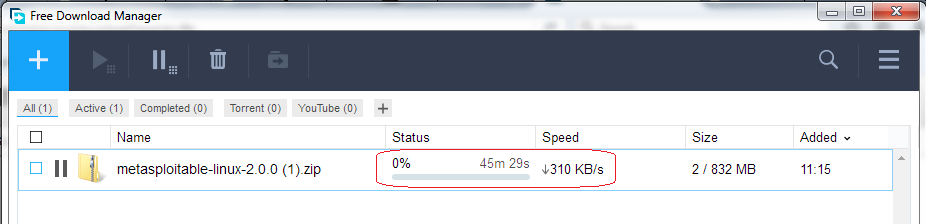 Free Download Manager
All (1) Active (1) Completed (0) Torrent (0) YouTube (0)
Name Status Speed Size Added
metasploitable-linux-2.0.0 (1).zip 0% 45m 29s ↓310 KB/s 2 / 832 MB 11:15